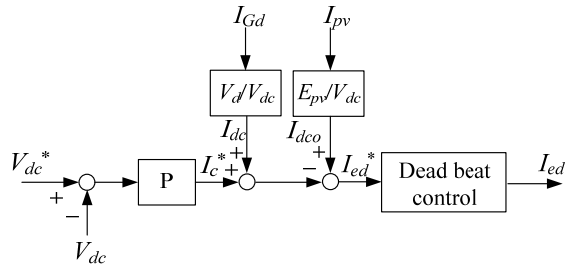 I_Gd I_pv
V_d/V_dc E_pv/V_dc
I_dc I_dco
+ +
V_dc* I_c* + − I_ed* I_ed
+ P Dead beat
− control
V_dc